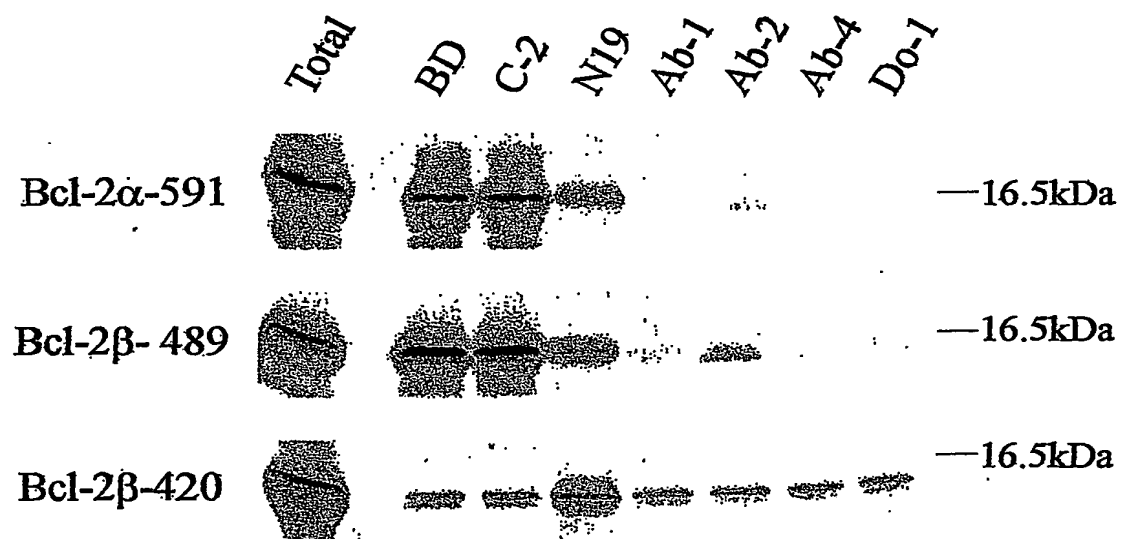 Total BD C-2 N19 Ab-1 Ab-2 Ab-4 Do-1
Bcl-2α-591 —16.5kDa
Bcl-2β- 489 —16.5kDa
Bcl-2β-420 —16.5kDa